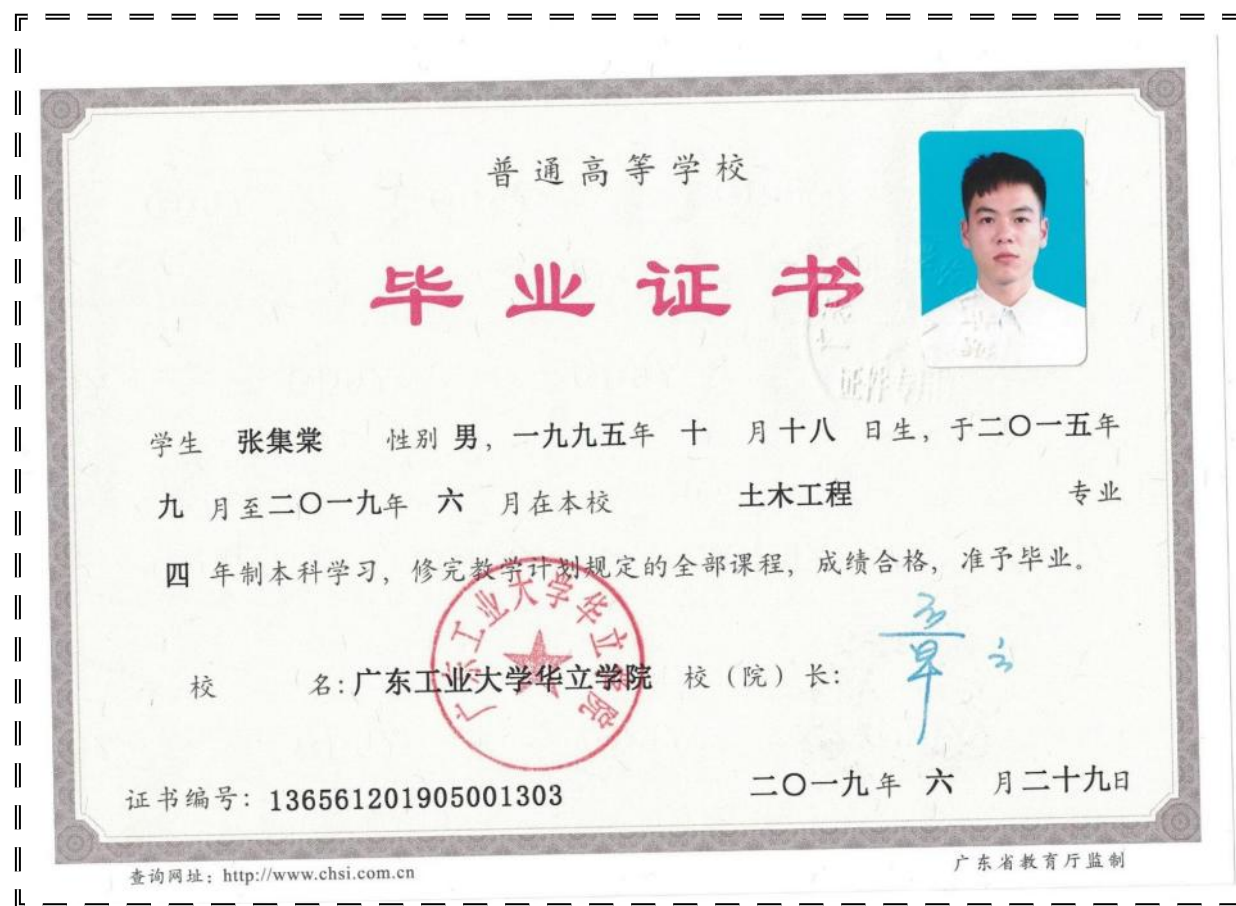 普通高等学校
毕业证书
学生 张集棠 性别 男，一九九五年 十 月十八 日生，于二〇一五年
九 月至二〇一九年 六 月在本校 土木工程 专业
四 年制本科学习，修完教学计划规定的全部课程，成绩合格，准予毕业。
广东工业大学华立学院
校 名：广东工业大学华立学院 校（院）长：
证书编号：136561201905001303 二〇一九年 六 月二十九日
查询网址：http://www.chsi.com.cn 广东省教育厅监制